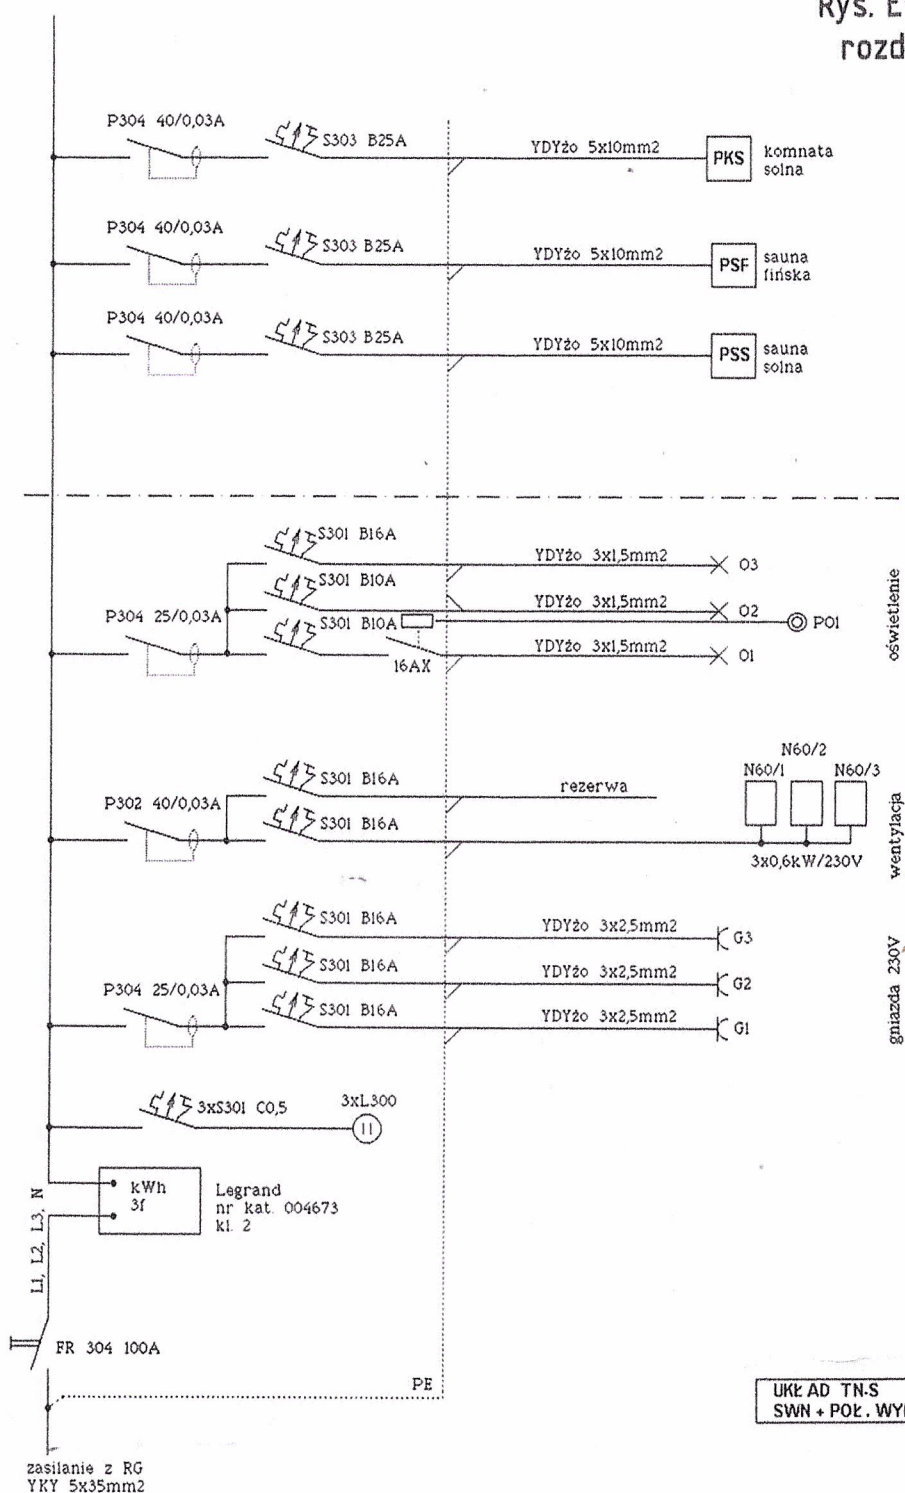 Rys. E
rozd
P304 40/0,03A
S303 B25A
YDYżo 5x10mm2
PKS
komnata
solna
P304 40/0,03A
S303 B25A
YDYżo 5x10mm2
PSF
sauna
fińska
P304 40/0,03A
S303 B25A
YDYżo 5x10mm2
PSS
sauna
solna
S301 B16A
YDYżo 3x1,5mm2
O3
S301 B10A
YDYżo 3x1,5mm2
O2
P304 25/0,03A
S301 B10A
PO1
16AX
YDYżo 3x1,5mm2
O1
oświetlenie
N60/2
N60/1
N60/3
S301 B16A
rezerwa
P302 40/0,03A
S301 B16A
3x0,6kW/230V
wentylacja
S301 B16A
YDYżo 3x2,5mm2
G3
S301 B16A
YDYżo 3x2,5mm2
G2
P304 25/0,03A
S301 B16A
YDYżo 3x2,5mm2
G1
gniazda 230V
3xS301 C0,5
3xL300
kWh
3f
Legrand
nr kat. 004673
kl. 2
L1, L2, L3, N
FR 304 100A
PE
UKŁAD TN-S
SWN + POŁ. WY
zasilanie z RG
YKY 5x35mm2